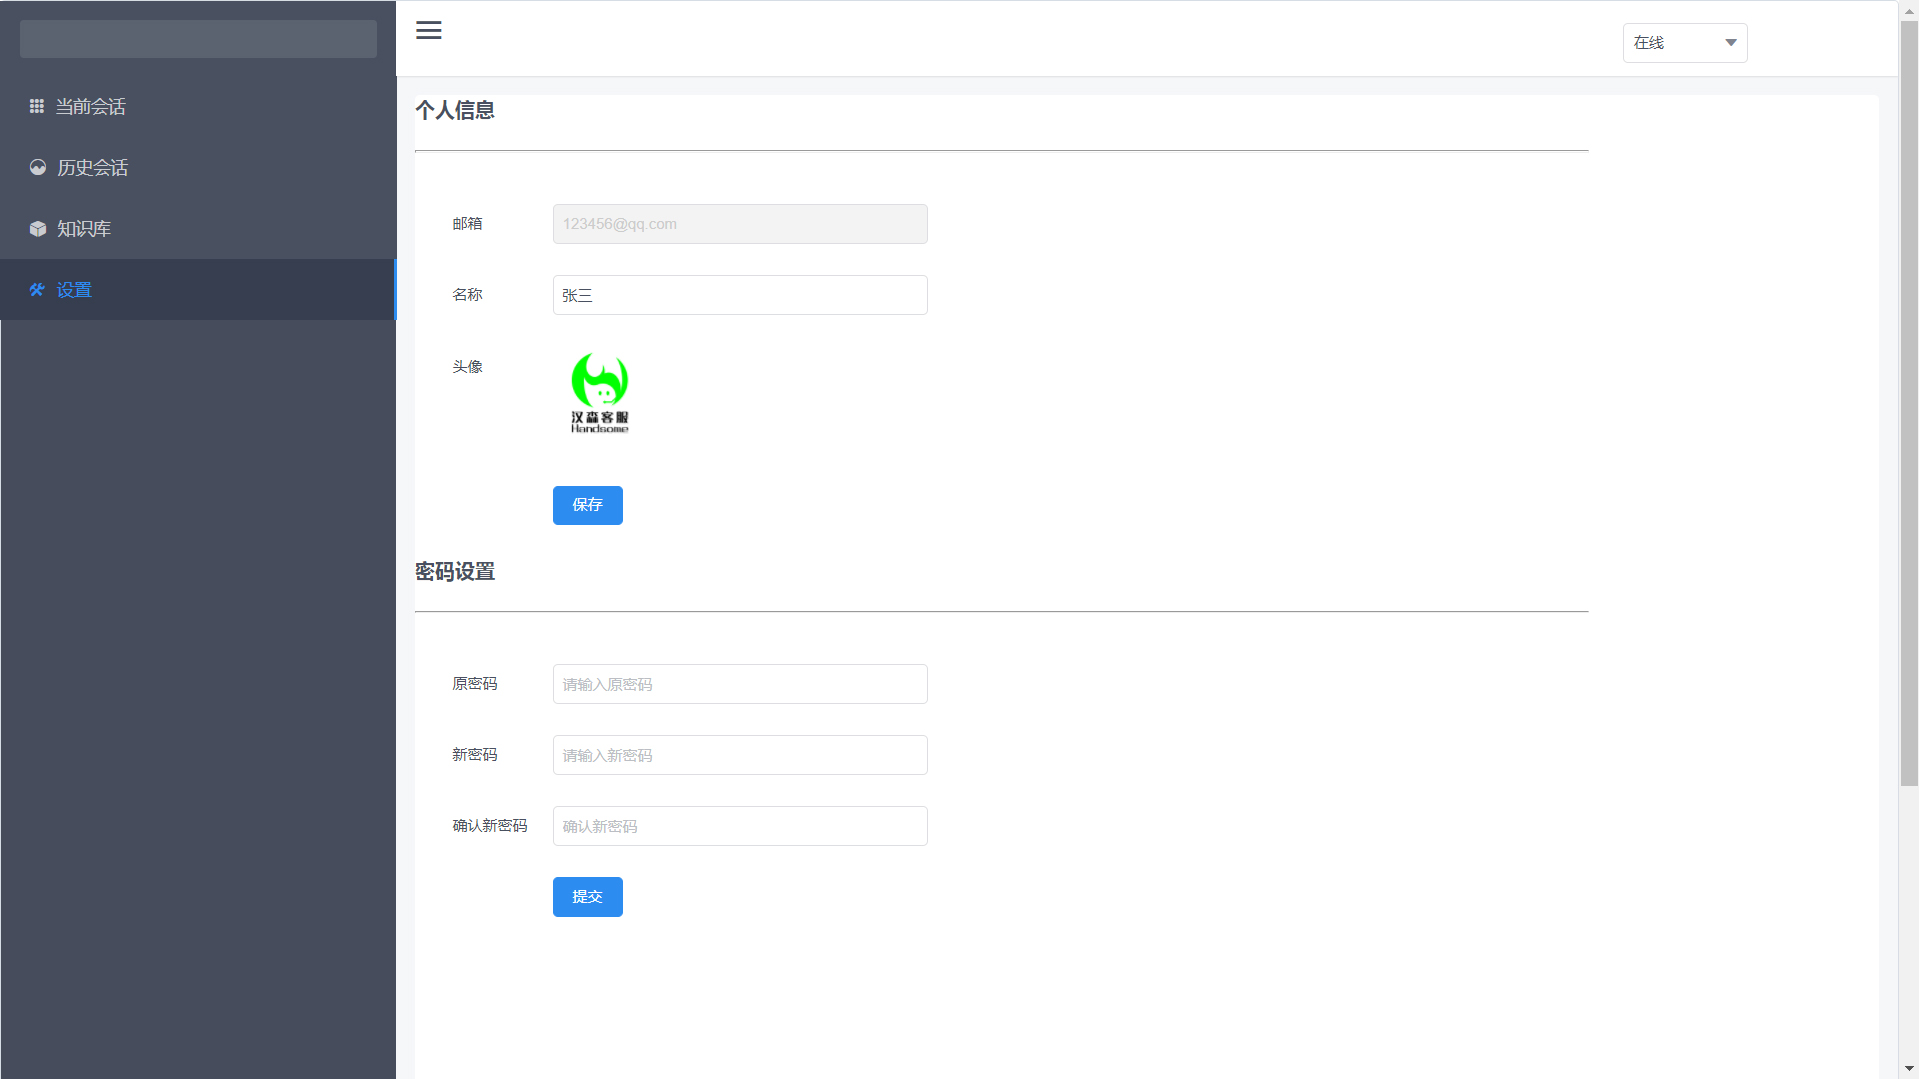 在线
当前会话
历史会话
知识库
设置
个人信息
邮箱
123456@qq.com
名称
张三
头像
汉森客服
Handsome
保存
密码设置
原密码
请输入原密码
新密码
请输入新密码
确认新密码
确认新密码
提交